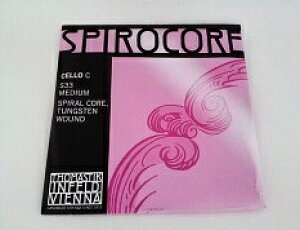 SPIROCORE
CELLO C
S33
MEDIUM
SPIRAL CORE,
TUNGSTEN
WOUND
THOMASTIK
INFELD
VIENNA